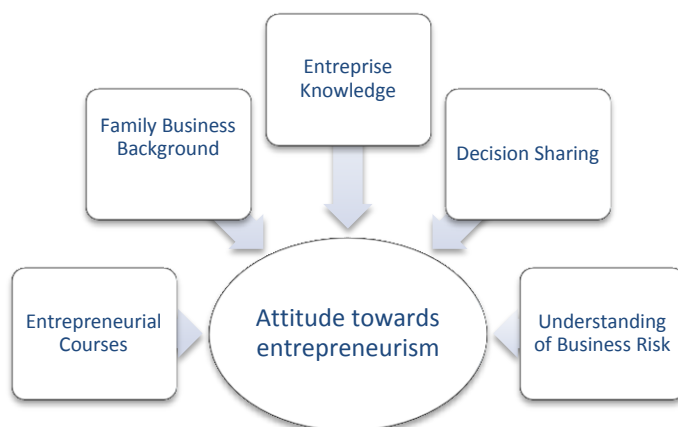 Entreprise
Knowledge
Family Business
Background
Decision Sharing
Entrepreneurial
Courses
Attitude towards
entrepreneurism
Understanding
of Business Risk